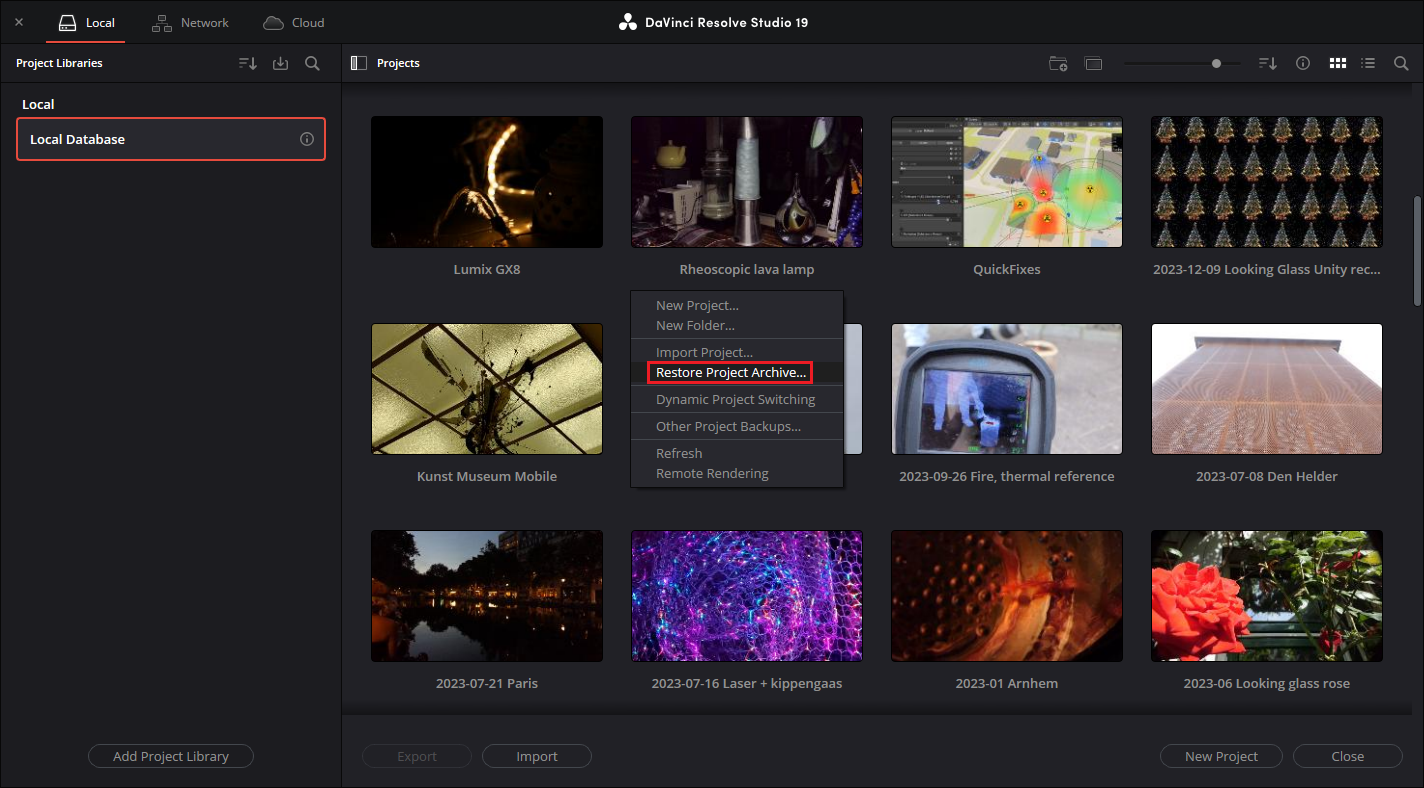 Local
Network
Cloud
DaVinci Resolve Studio 19
Project Libraries
Projects
Local
Local Database
Lumix GX8
Rheoscopic lava lamp
QuickFixes
2023-12-09 Looking Glass Unity rec...
New Project...
New Folder...
Import Project...
Restore Project Archive...
Dynamic Project Switching
Other Project Backups...
Refresh
Remote Rendering
Kunst Museum Mobile
2023-09-26 Fire, thermal reference
2023-07-08 Den Helder
2023-07-21 Paris
2023-07-16 Laser + kippengaas
2023-01 Arnhem
2023-06 Looking glass rose
Add Project Library
Export
Import
New Project
Close